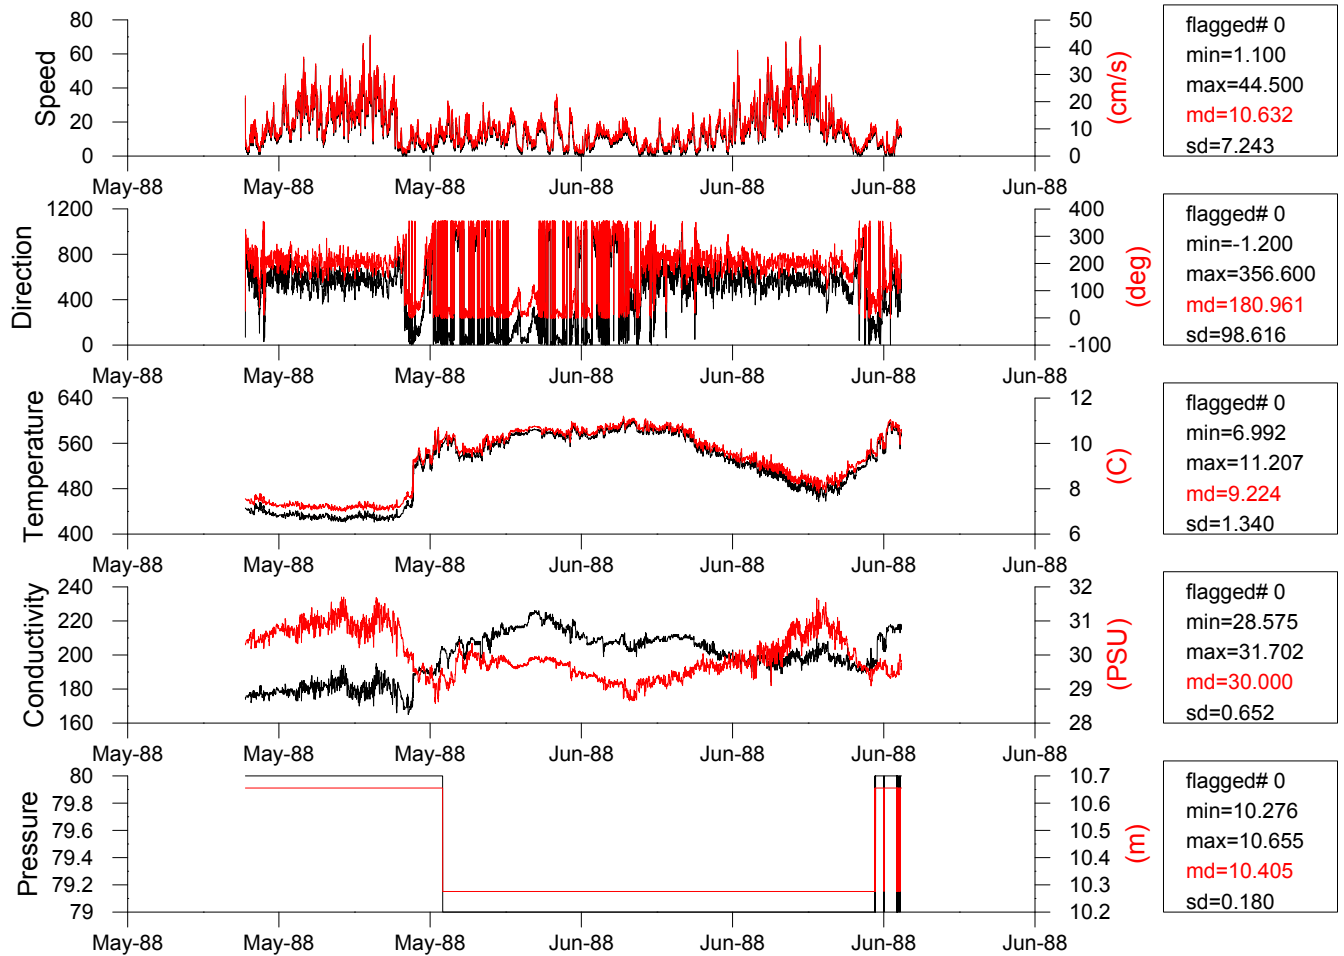 80
60
40
20
0
Speed
50
40
30
20
10
0
(cm/s)
May-88 May-88 May-88 Jun-88 Jun-88 Jun-88 Jun-88
flagged# 0
min=1.100
max=44.500
md=10.632
sd=7.243
1200
800
400
0
Direction
400
300
200
100
0
-100
(deg)
May-88 May-88 May-88 Jun-88 Jun-88 Jun-88 Jun-88
flagged# 0
min=-1.200
max=356.600
md=180.961
sd=98.616
640
560
480
400
Temperature
12
10
8
6
(C)
May-88 May-88 May-88 Jun-88 Jun-88 Jun-88 Jun-88
flagged# 0
min=6.992
max=11.207
md=9.224
sd=1.340
240
220
200
180
160
Conductivity
32
31
30
29
28
(PSU)
May-88 May-88 May-88 Jun-88 Jun-88 Jun-88 Jun-88
flagged# 0
min=28.575
max=31.702
md=30.000
sd=0.652
80
79.8
79.6
79.4
79.2
79
Pressure
10.7
10.6
10.5
10.4
10.3
10.2
(m)
May-88 May-88 May-88 Jun-88 Jun-88 Jun-88 Jun-88
flagged# 0
min=10.276
max=10.655
md=10.405
sd=0.180